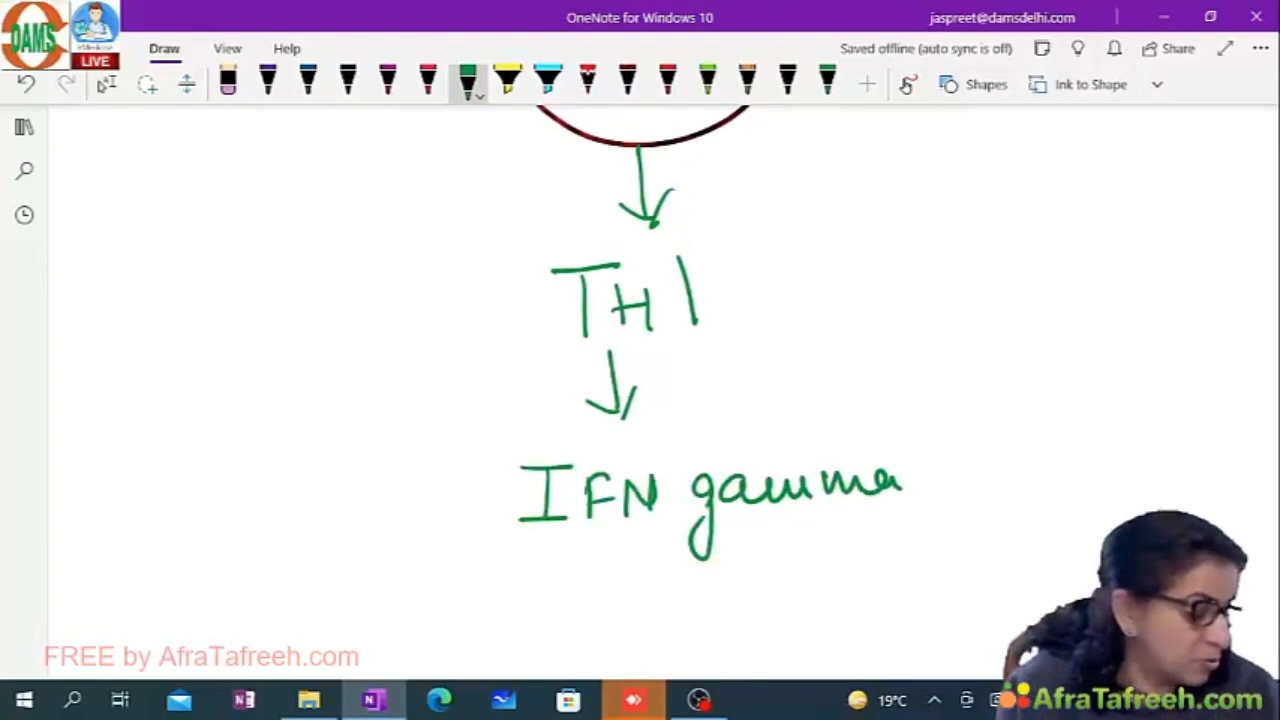 DAMS
eMedicoz
LIVE
OneNote for Windows 10
jaspreet@damsdelhi.com
Draw
View
Help
Saved offline (auto sync is off)
Share
Shapes
Ink to Shape
TH1
IFN gamma
FREE by AfraTafreeh.com
19°C
AfraTafreeh.com